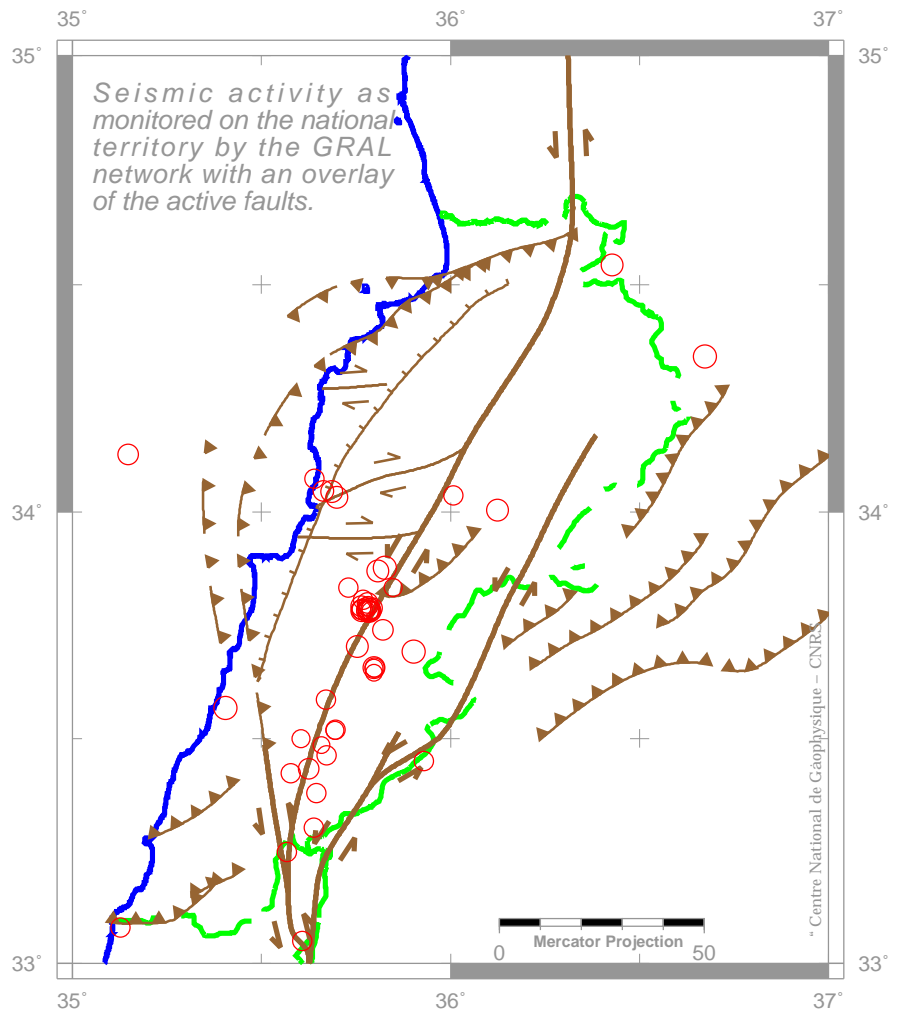 35˚ 36˚ 37˚
35˚ 35˚
Seismic activity as
monitored on the national
territory by the GRAL
network with an overlay
of the active faults.
34˚ 34˚
“ Centre National de Géophysique – CNRS
Mercator Projection
0 50
33˚ 33˚
35˚ 36˚ 37˚